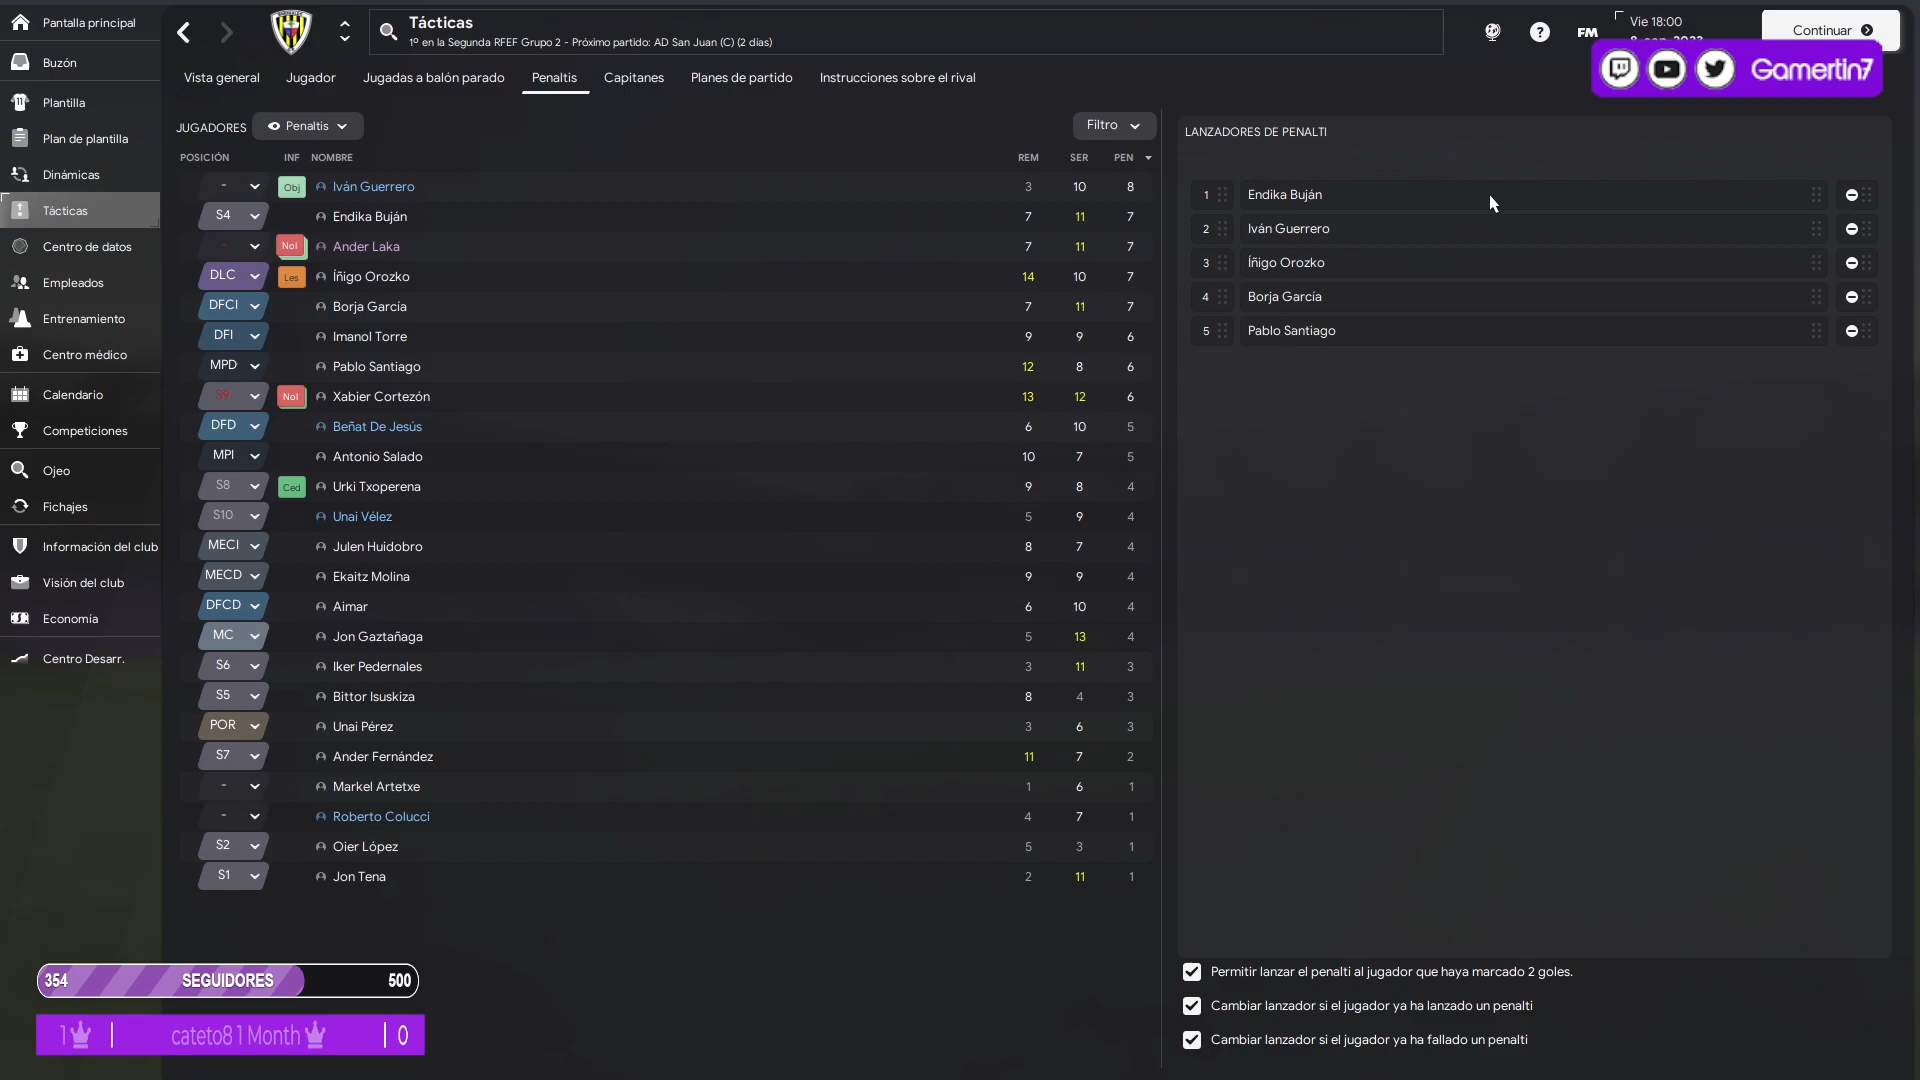 Pantalla principal
Buzón
Plantilla
Plan de plantilla
Dinámicas
Tácticas
Centro de datos
Empleados
Entrenamiento
Centro médico
Calendario
Competiciones
Ojeo
Fichajes
Información del club
Visión del club
Economía
Centro Desarr.
Tácticas
1º en la Segunda RFEF Grupo 2 - Próximo partido: AD San Juan (C) (2 días)
FM
Vie 18:00
Continuar
Gamertin7
Vista general Jugador Jugadas a balón parado Penaltis Capitanes Planes de partido Instrucciones sobre el rival
JUGADORES Penaltis Filtro
POSICIÓN INF NOMBRE REM SER PEN
- Obj Iván Guerrero 3 10 8
S4 Endika Buján 7 11 7
- NoI Ander Laka 7 11 7
DLC Les Íñigo Orozko 14 10 7
DFCI Borja García 7 11 7
DFI Imanol Torre 9 9 6
MPD Pablo Santiago 12 8 6
S9 NoI Xabier Cortezón 13 12 6
DFD Beñat De Jesús 6 10 5
MPI Antonio Salado 10 7 5
S8 Ced Urki Txoperena 9 8 4
S10 Unai Vélez 5 9 4
MECI Julen Huidobro 8 7 4
MECD Ekaitz Molina 9 9 4
DFCD Aimar 6 10 4
MC Jon Gaztañaga 5 13 4
S6 Iker Pedernales 3 11 3
S5 Bittor Isuskiza 8 4 3
POR Unai Pérez 3 6 3
S7 Ander Fernández 11 7 2
- Markel Artetxe 1 6 1
- Roberto Colucci 4 7 1
S2 Oier López 5 3 1
S1 Jon Tena 2 11 1
LANZADORES DE PENALTI
1 Endika Buján
2 Iván Guerrero
3 Íñigo Orozko
4 Borja García
5 Pablo Santiago
Permitir lanzar el penalti al jugador que haya marcado 2 goles.
Cambiar lanzador si el jugador ya ha lanzado un penalti
Cambiar lanzador si el jugador ya ha fallado un penalti
354 SEGUIDORES 500
1 cateto8 1 Month 0